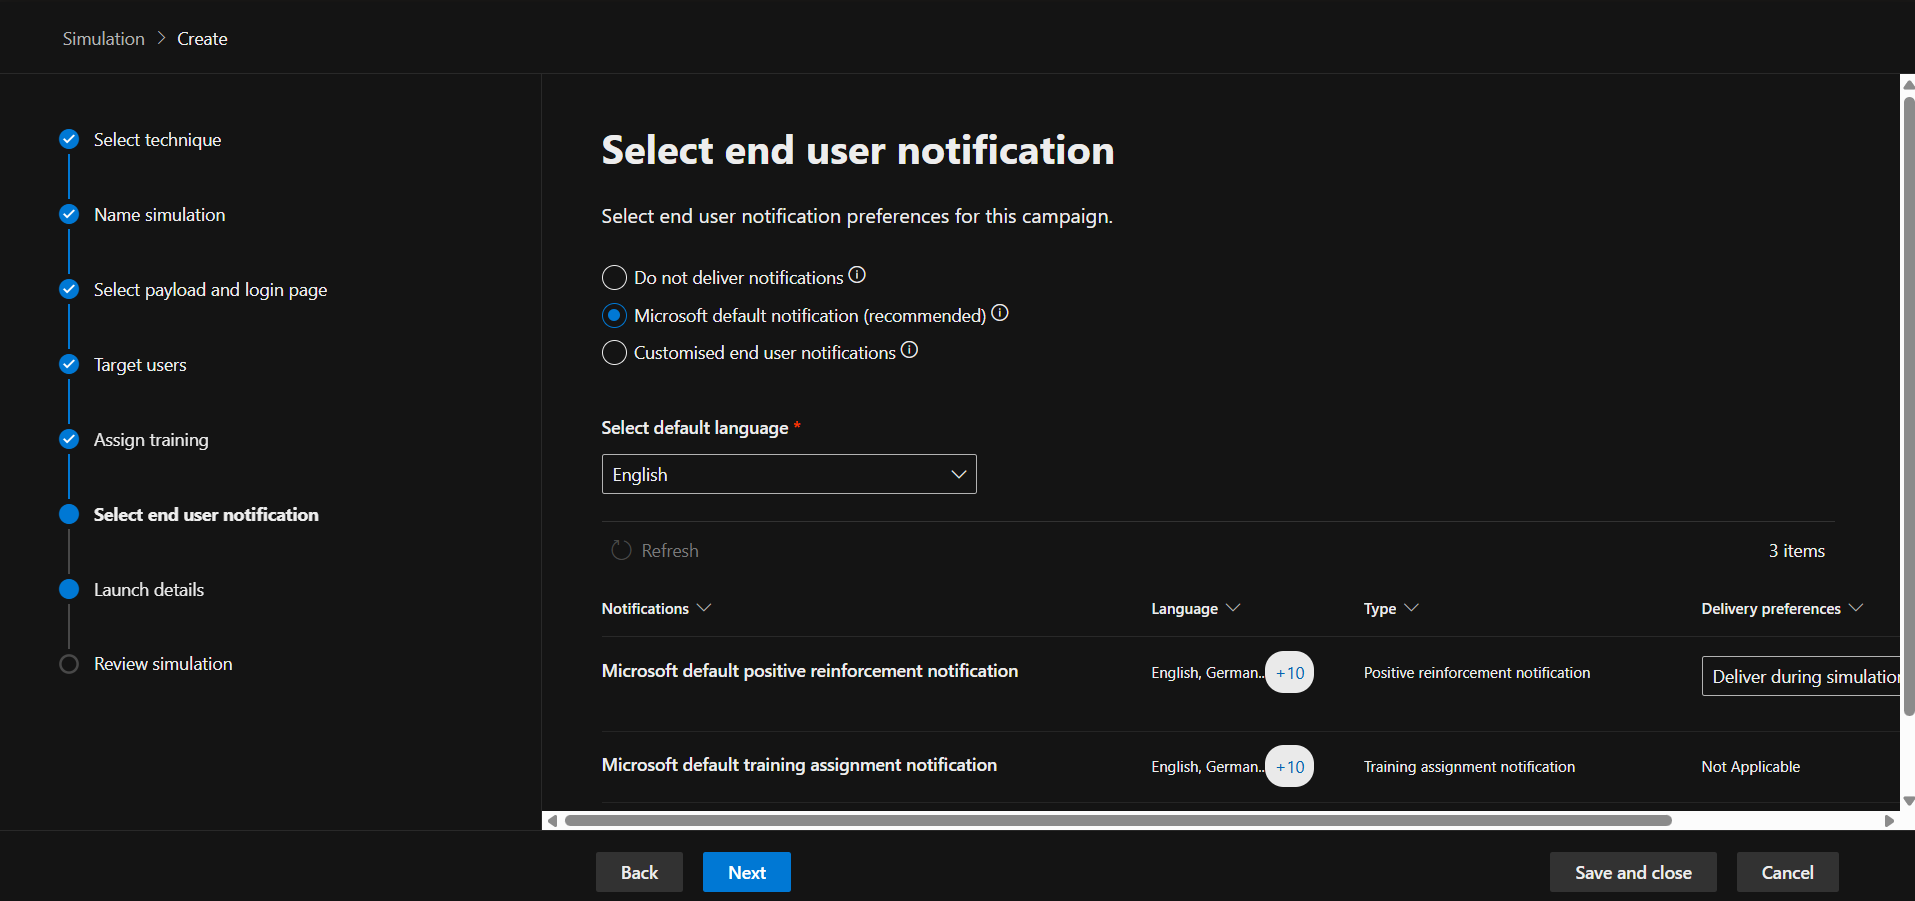 Simulation > Create
Select technique
Name simulation
Select payload and login page
Target users
Assign training
Select end user notification
Launch details
Review simulation
Select end user notification
Select end user notification preferences for this campaign.
Do not deliver notifications
Microsoft default notification (recommended)
Customised end user notifications
Select default language *
English
Refresh 3 items
Notifications Language Type Delivery preferences
Microsoft default positive reinforcement notification English, German.. +10 Positive reinforcement notification Deliver during simulation
Microsoft default training assignment notification English, German.. +10 Training assignment notification Not Applicable
Back Next Save and close Cancel